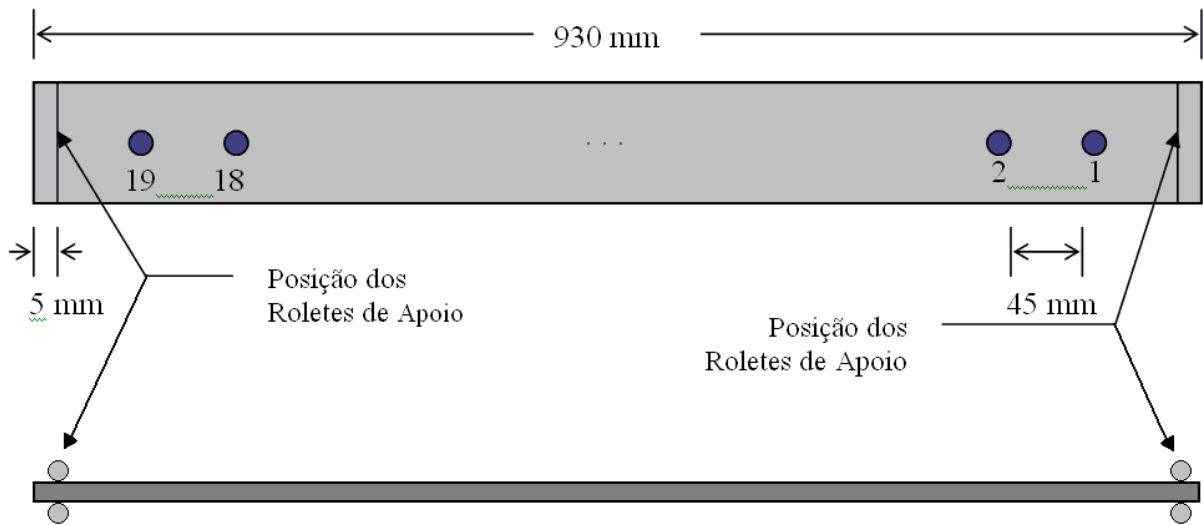 930 mm
. . .
19 18
2 1
5 mm
45 mm
Posição dos
Roletes de Apoio
Posição dos
Roletes de Apoio